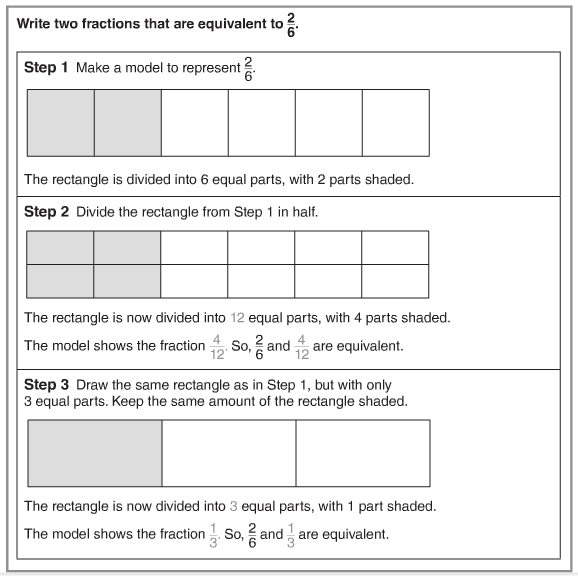 Write two fractions that are equivalent to 2/6.
Step 1 Make a model to represent 2/6.
The rectangle is divided into 6 equal parts, with 2 parts shaded.
Step 2 Divide the rectangle from Step 1 in half.
The rectangle is now divided into 12 equal parts, with 4 parts shaded.
The model shows the fraction 4/12. So, 2/6 and 4/12 are equivalent.
Step 3 Draw the same rectangle as in Step 1, but with only
3 equal parts. Keep the same amount of the rectangle shaded.
The rectangle is now divided into 3 equal parts, with 1 part shaded.
The model shows the fraction 1/3. So, 2/6 and 1/3 are equivalent.